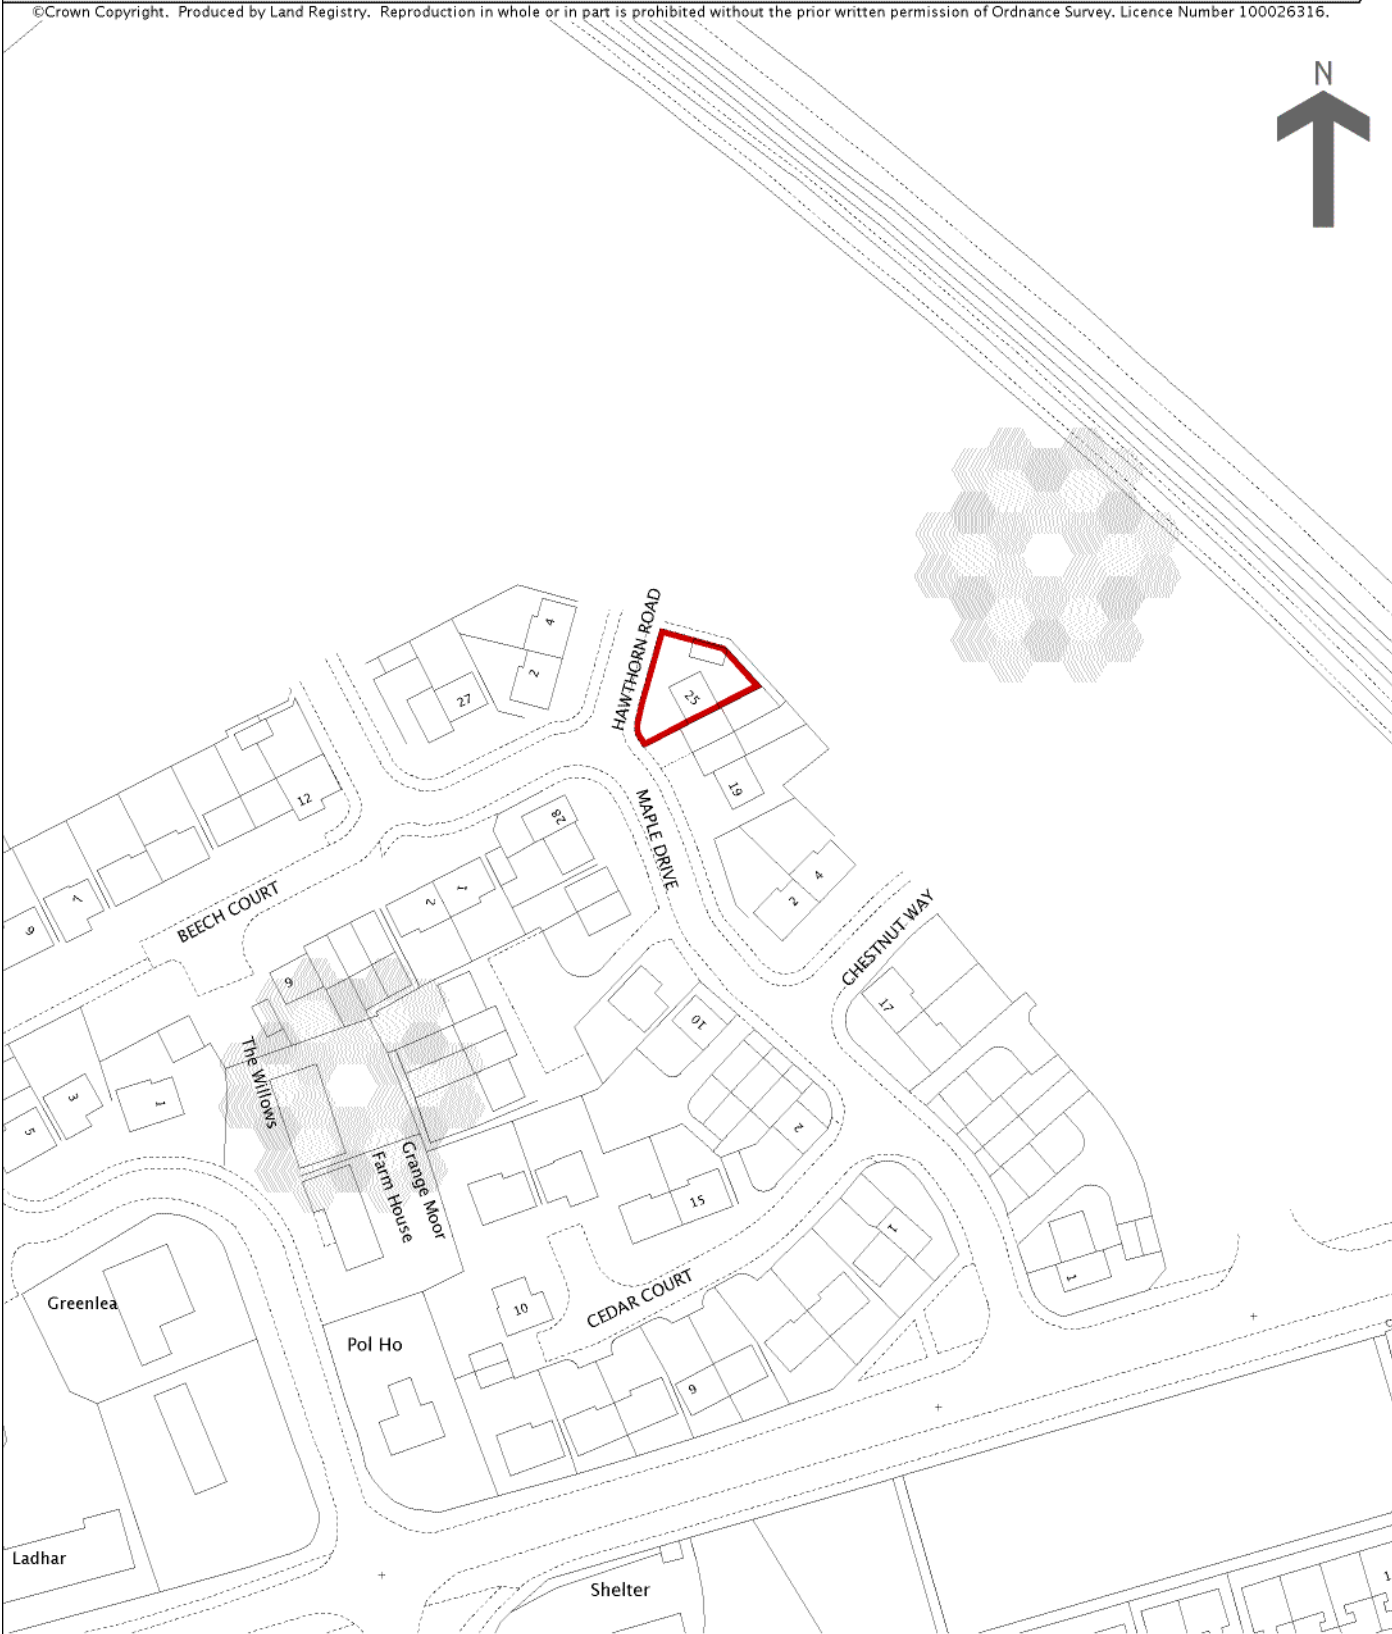 ©Crown Copyright. Produced by Land Registry. Reproduction in whole or in part is prohibited without the prior written permission of Ordnance Survey. Licence Number 100026316.
N
HAWTHORN ROAD
4
2
27
25
19
12
28
MAPLE DRIVE
4
2
7
9
1
2
BEECH COURT
CHESTNUT WAY
9
17
10
The Willows
3
1
5
2
Grange Moor
Farm House
15
1
1
Greenlea
10
CEDAR COURT
Pol Ho
9
Ladhar
Shelter
1